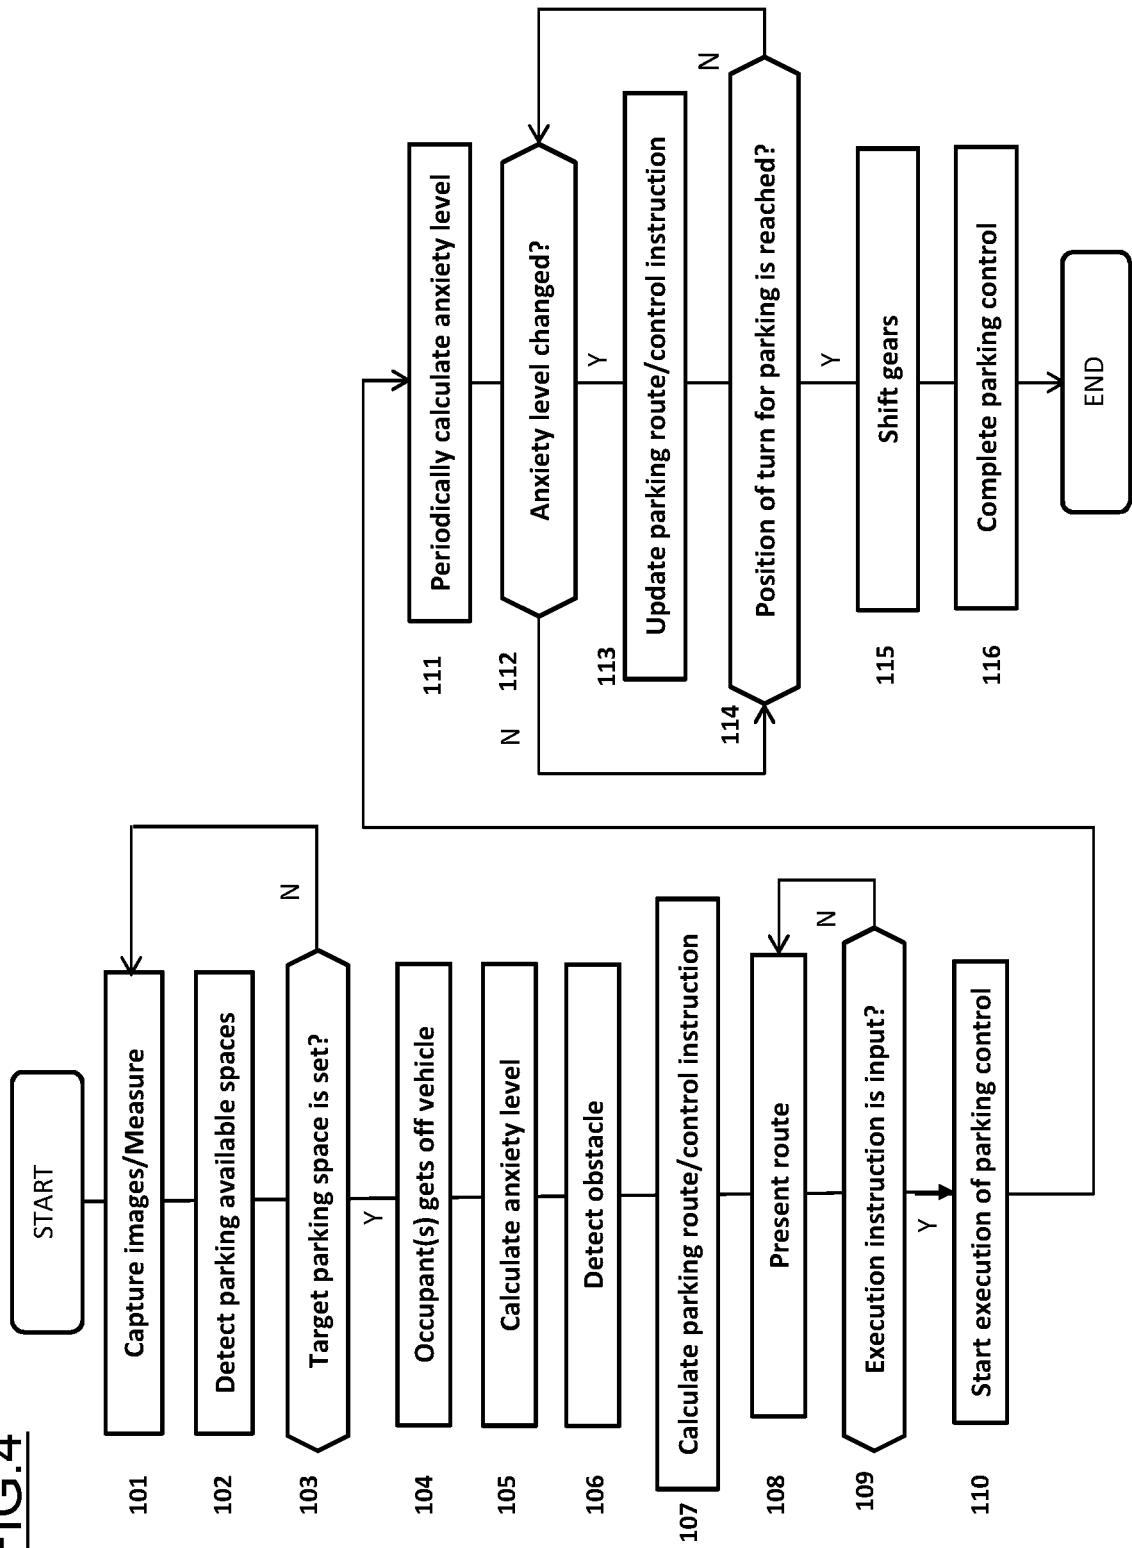 FIG.4
START
101 Capture images/Measure
102 Detect parking available spaces
103 Target parking space is set?
N
Y
104 Occupant(s) gets off vehicle
105 Calculate anxiety level
106 Detect obstacle
107 Calculate parking route/control instruction
108 Present route
109 Execution instruction is input?
N
Y
110 Start execution of parking control
111 Periodically calculate anxiety level
112 Anxiety level changed?
N
Y
113 Update parking route/control instruction
114 Position of turn for parking is reached?
N
Y
115 Shift gears
116 Complete parking control
END